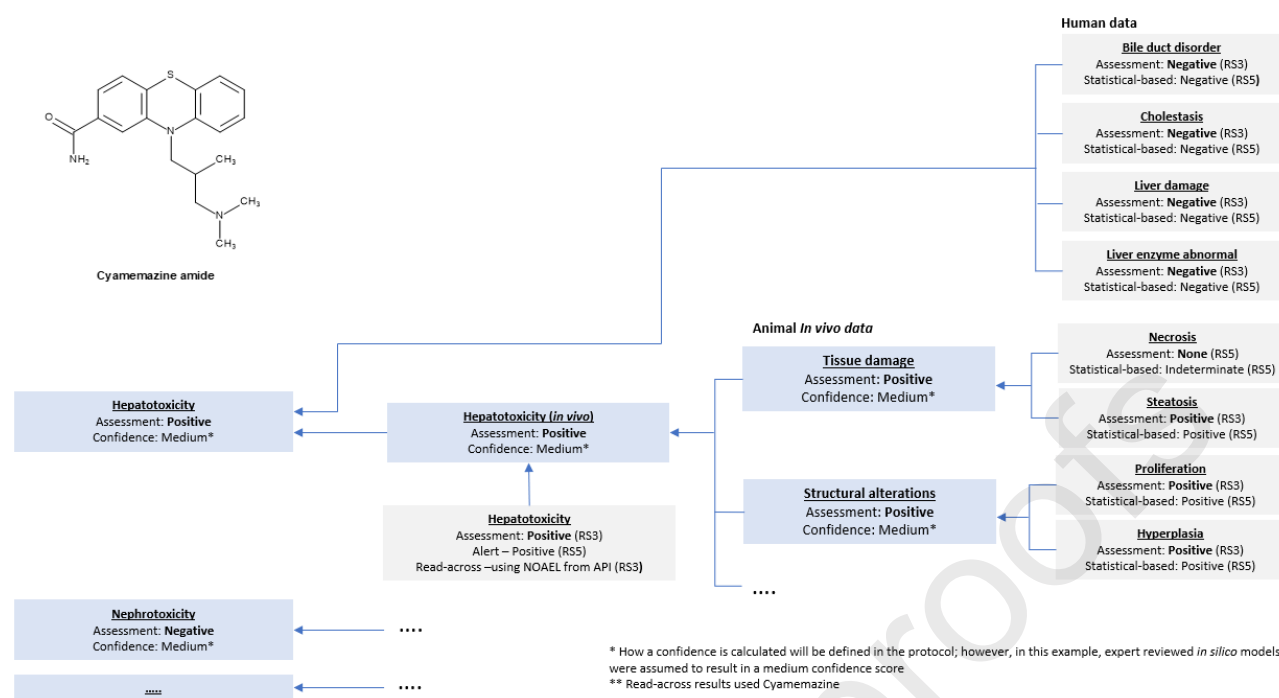 Human data
Bile duct disorder
Assessment: Negative (RS3)
Statistical-based: Negative (RS5)
Cholestasis
Assessment: Negative (RS3)
Statistical-based: Negative (RS5)
Liver damage
Assessment: Negative (RS3)
Statistical-based: Negative (RS5)
Liver enzyme abnormal
Assessment: Negative (RS3)
Statistical-based: Negative (RS5)
S
O
NH₂
N
CH₃
N
CH₃
CH₃
Cyamemazine amide
Animal In vivo data
Tissue damage
Assessment: Positive
Confidence: Medium*
Necrosis
Assessment: None (RS5)
Statistical-based: Indeterminate (RS5)
Steatosis
Assessment: Positive (RS3)
Statistical-based: Positive (RS5)
Hepatotoxicity
Assessment: Positive
Confidence: Medium*
Hepatotoxicity (in vivo)
Assessment: Positive
Confidence: Medium*
Structural alterations
Assessment: Positive
Confidence: Medium*
Proliferation
Assessment: Positive (RS3)
Statistical-based: Positive (RS5)
Hyperplasia
Assessment: Positive (RS3)
Statistical-based: Positive (RS5)
Hepatotoxicity
Assessment: Positive (RS3)
Alert – Positive (RS5)
Read-across –using NOAEL from API (RS3)
....
Nephrotoxicity
Assessment: Negative
Confidence: Medium*
....
.....
....
* How a confidence is calculated will be defined in the protocol; however, in this example, expert reviewed in silico models
were assumed to result in a medium confidence score
** Read-across results used Cyamemazine
proofs